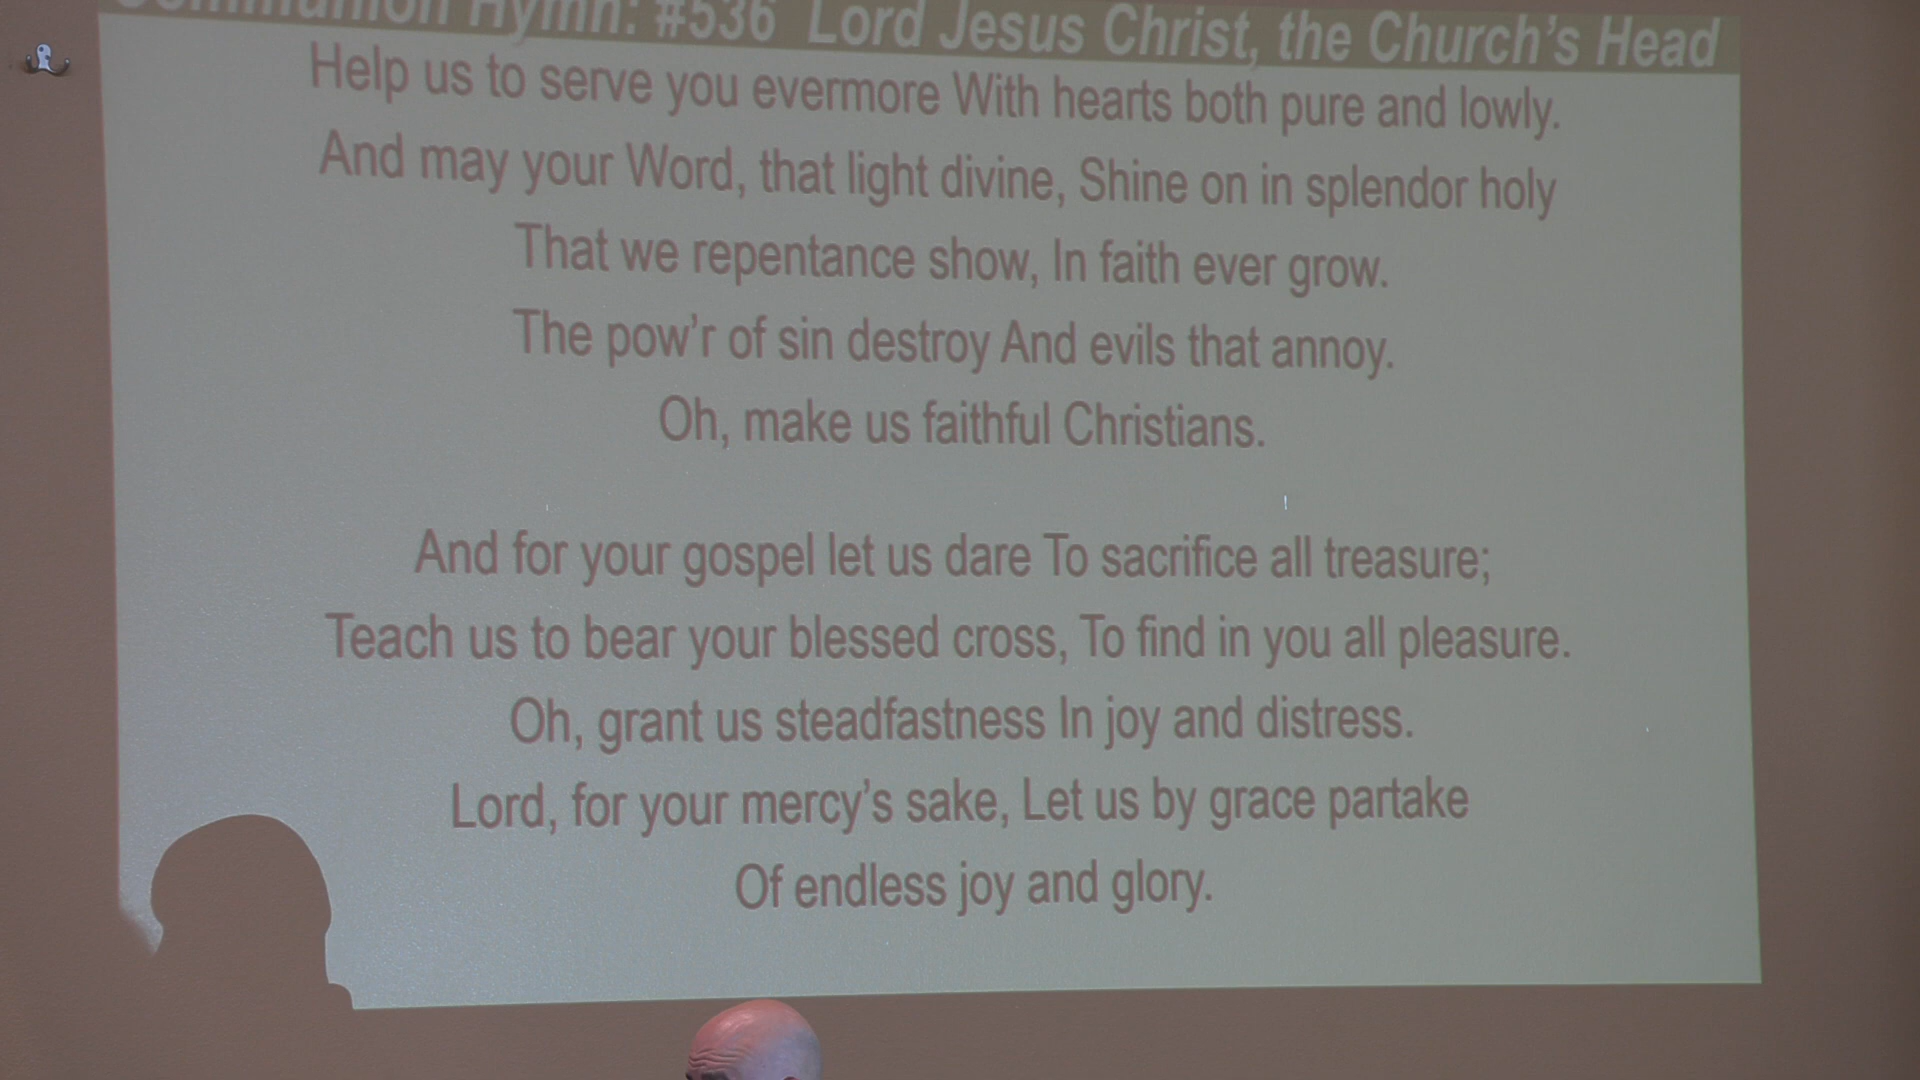 Communion Hymn: #536 Lord Jesus Christ, the Church's Head
Help us to serve you evermore With hearts both pure and lowly.
And may your Word, that light divine, Shine on in splendor holy
That we repentance show, In faith ever grow.
The pow'r of sin destroy And evils that annoy.
Oh, make us faithful Christians.
And for your gospel let us dare To sacrifice all treasure;
Teach us to bear your blessed cross, To find in you all pleasure.
Oh, grant us steadfastness In joy and distress.
Lord, for your mercy's sake, Let us by grace partake
Of endless joy and glory.